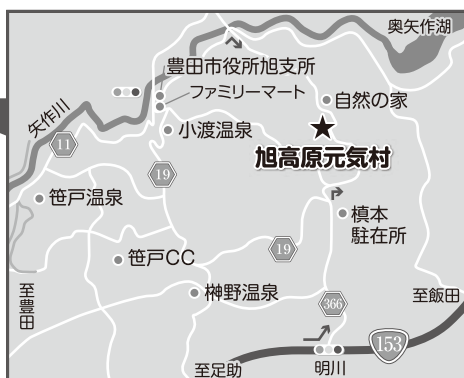 奥矢作湖
豊田市役所旭支所
ファミリーマート
自然の家
矢作川
11
小渡温泉
旭高原元気村
19
笹戸温泉
槙本
駐在所
笹戸CC
19
榊野温泉
至豊田
366
至飯田
153
至足助
明川